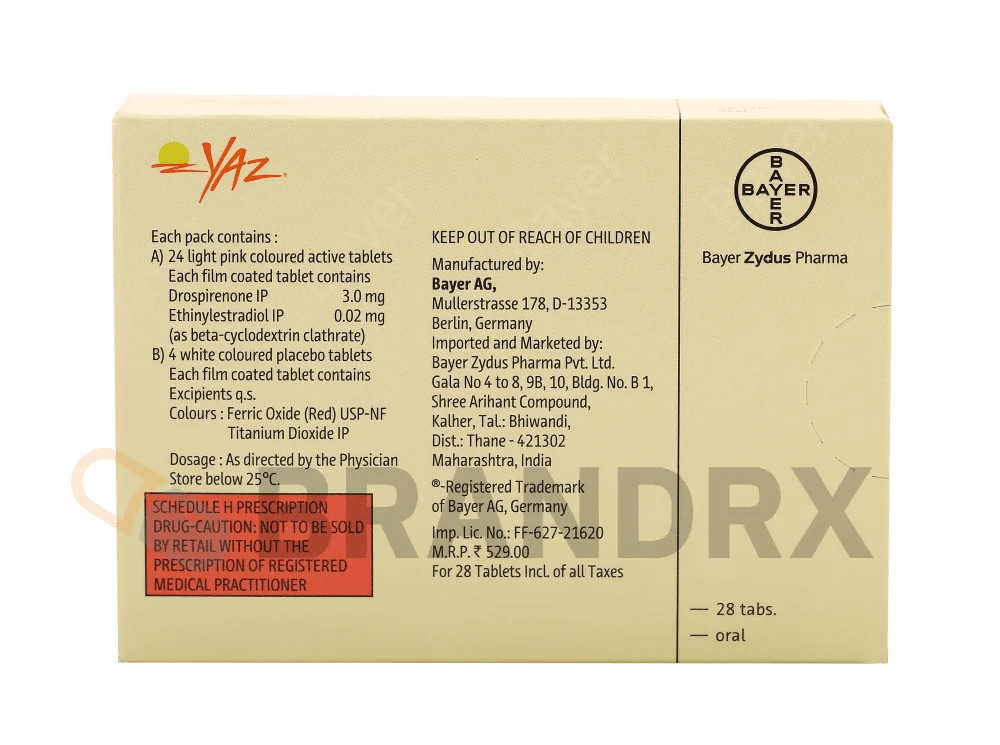 YAZ
Each pack contains :
A) 24 light pink coloured active tablets
Each film coated tablet contains
Drospirenone IP 3.0 mg
Ethinylestradiol IP 0.02 mg
(as beta-cyclodextrin clathrate)
B) 4 white coloured placebo tablets
Each film coated tablet contains
Excipients q.s.
Colours : Ferric Oxide (Red) USP-NF
Titanium Dioxide IP
Dosage : As directed by the Physician
Store below 25°C.
SCHEDULE H PRESCRIPTION
DRUG-CAUTION: NOT TO BE SOLD
BY RETAIL WITHOUT THE
PRESCRIPTION OF REGISTERED
MEDICAL PRACTITIONER
KEEP OUT OF REACH OF CHILDREN
Manufactured by:
Bayer AG,
Mullerstrasse 178, D-13353
Berlin, Germany
Imported and Marketed by:
Bayer Zydus Pharma Pvt. Ltd.
Gala No 4 to 8, 9B, 10, Bldg. No. B 1,
Shree Arihant Compound,
Kalher, Tal.: Bhiwandi,
Dist.: Thane - 421302
Maharashtra, India
®-Registered Trademark
of Bayer AG, Germany
Imp. Lic. No.: FF-627-21620
M.R.P. ₹ 529.00
For 28 Tablets Incl. of all Taxes
BAYER
BAYER
Bayer Zydus Pharma
— 28 tabs.
— oral
BRANDRX